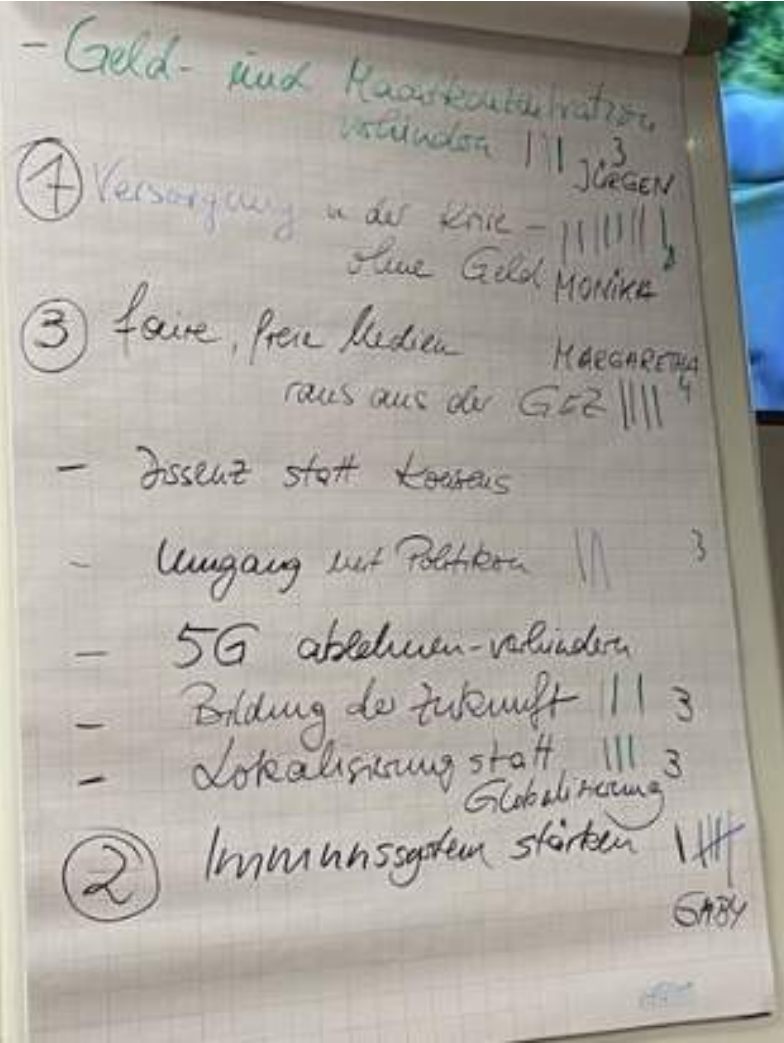 - Geld- und Machtkonzentration
verhindern ||| 3
JÜRGEN
① Versorgung in der Krise - |||||||| 8
ohne Geld MONIKA
③ faire, freie Medien MARGARETHA
raus aus der GEZ |||| 4
- Dissenz statt Konsens
- Umgang mit Politikern ||| 3
- 5G ablehnen-verhindern
- Bildung der Zukunft ||| 3
- Lokalisierung statt ||| 3
Globalisierung
② Immunssystem stärken
GABY